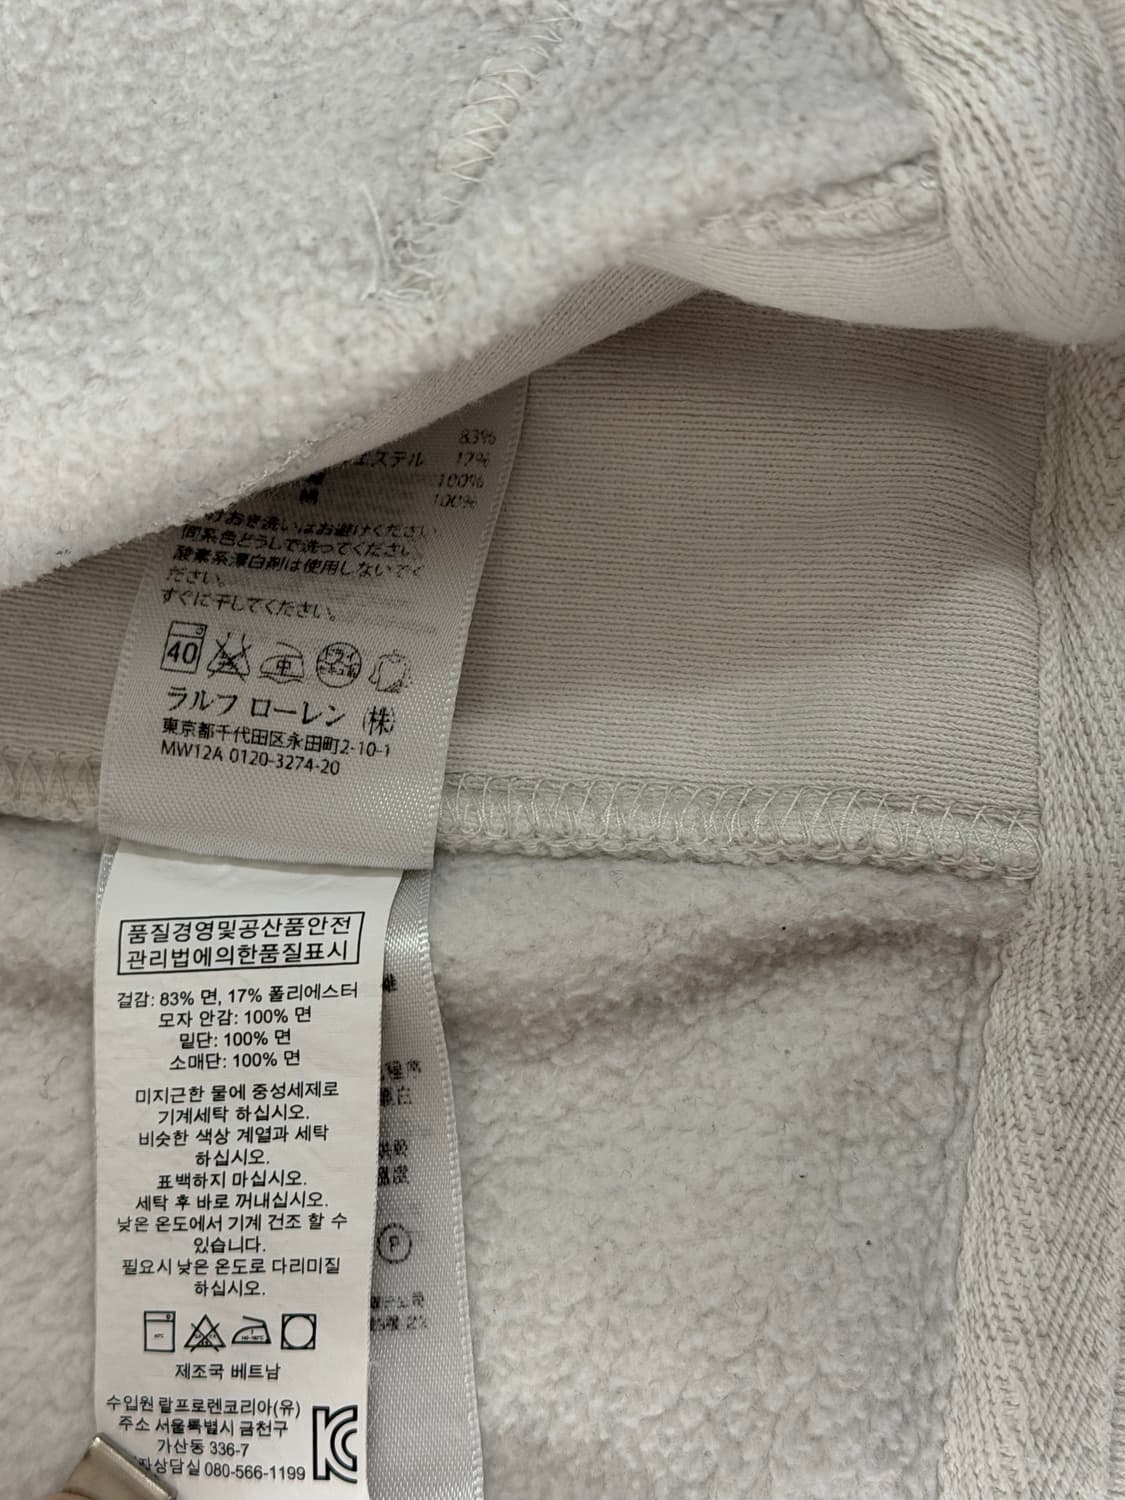 83%
エステル 17%
100%
綿 100%
けおき洗いはお避けください。
同系色どうしで洗ってください。
酸素系漂白剤は使用しないでく
ださい。
すぐに干してください。
40 中 ドライ
ラルフ ローレン (株)
東京都千代田区永田町2-10-1
MW12A 0120-3274-20
품질경영및공산품안전
관리법에의한품질표시
겉감: 83% 면, 17% 폴리에스터
모자 안감: 100% 면
밑단: 100% 면
소매단: 100% 면
미지근한 물에 중성세제로
기계세탁 하십시오.
비슷한 색상 계열과 세탁
하십시오.
표백하지 마십시오.
세탁 후 바로 꺼내십시오.
낮은 온도에서 기계 건조 할 수
있습니다.
필요시 낮은 온도로 다리미질
하십시오.
제조국 베트남
수입원 랄프로렌코리아(유)
주소 서울특별시 금천구
가산동 336-7
상담실 080-566-1199
P